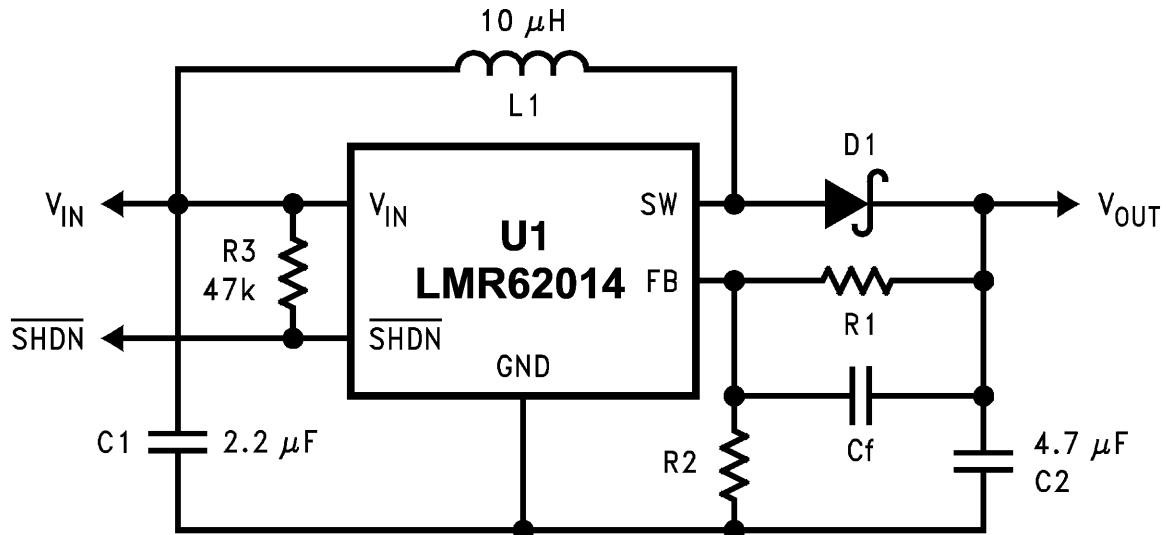 10 μH
L1
D1
V_IN
V_IN
SW
V_OUT
U1
R3
LMR62014
FB
47k
R1
SHDN
SHDN
GND
C1
2.2 μF
R2
Cf
4.7 μF
C2